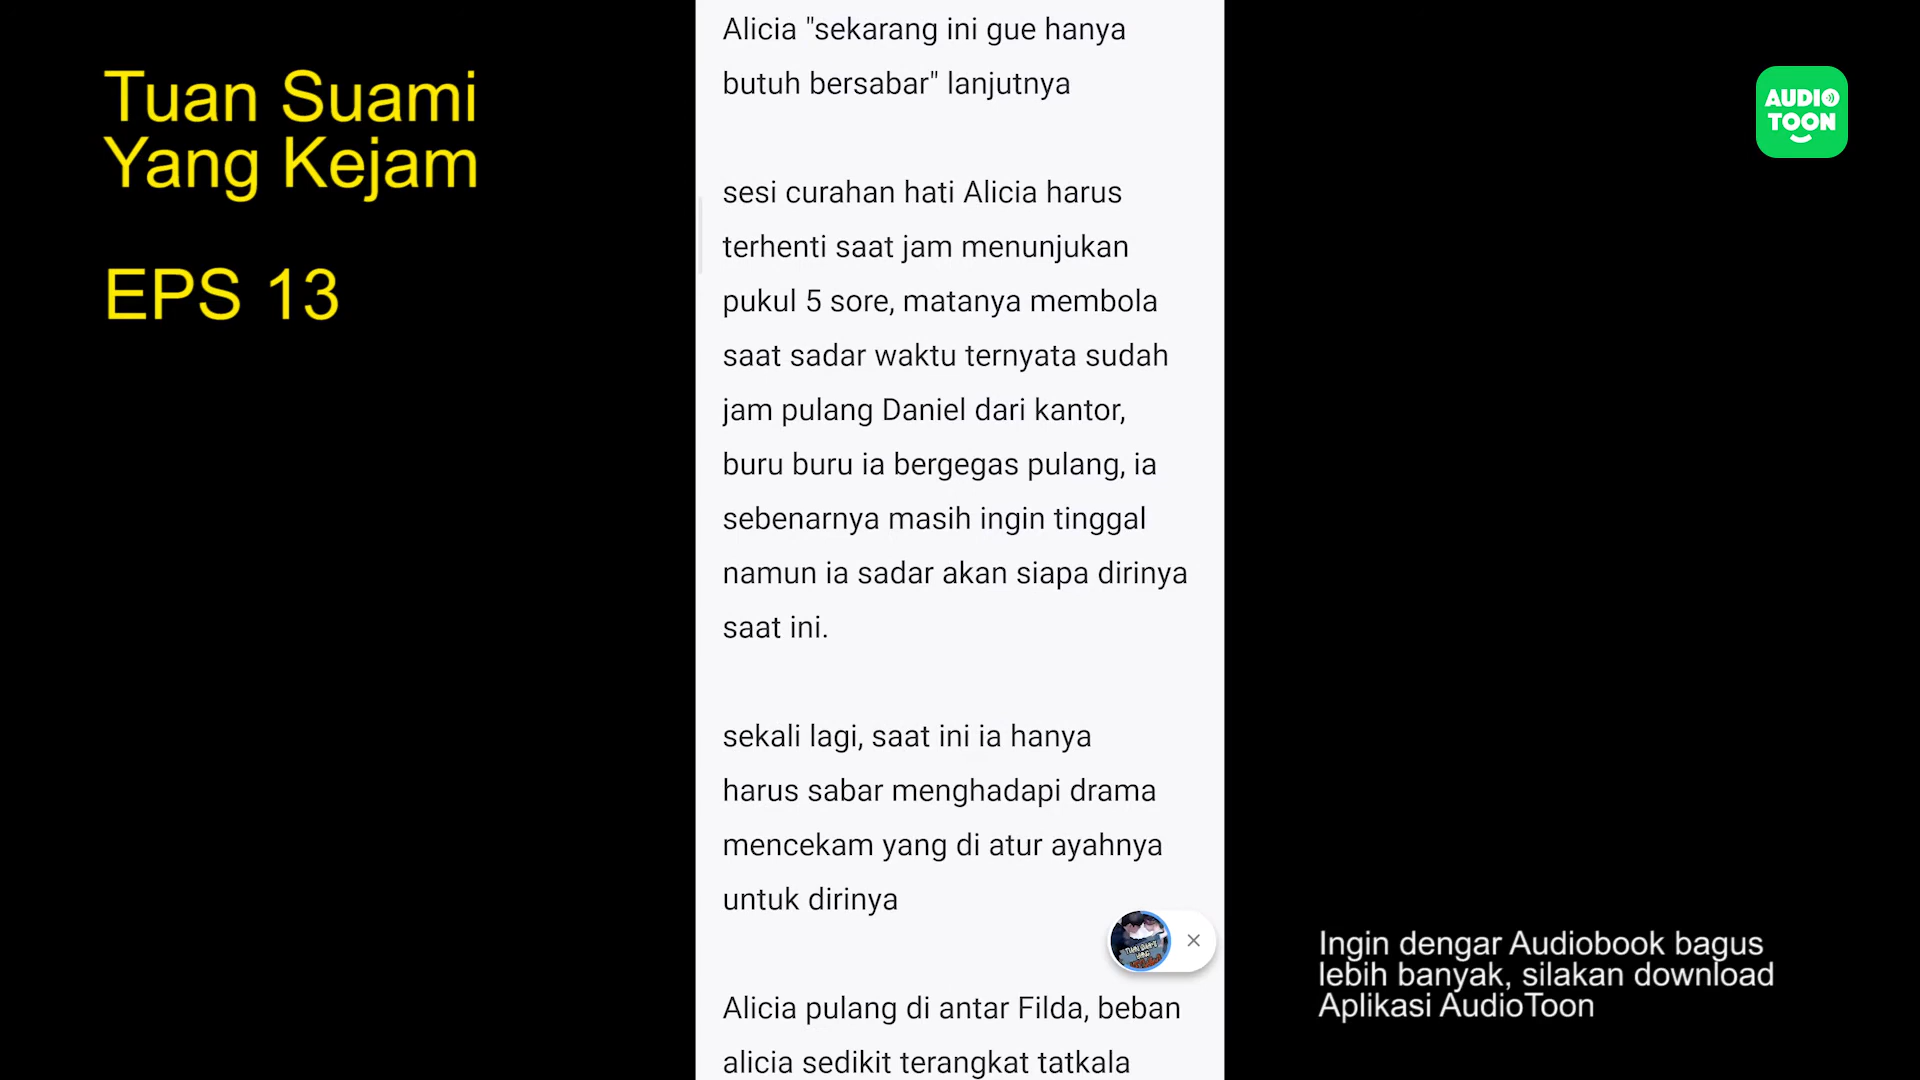 Tuan Suami
Yang Kejam
EPS 13
Alicia "sekarang ini gue hanya
butuh bersabar" lanjutnya
sesi curahan hati Alicia harus
terhenti saat jam menunjukan
pukul 5 sore, matanya membola
saat sadar waktu ternyata sudah
jam pulang Daniel dari kantor,
buru buru ia bergegas pulang, ia
sebenarnya masih ingin tinggal
namun ia sadar akan siapa dirinya
saat ini.
sekali lagi, saat ini ia hanya
harus sabar menghadapi drama
mencekam yang di atur ayahnya
untuk dirinya
Alicia pulang di antar Filda, beban
alicia sedikit terangkat tatkala
AUDIO
TOON
Ingin dengar Audiobook bagus
lebih banyak, silakan download
Aplikasi AudioToon